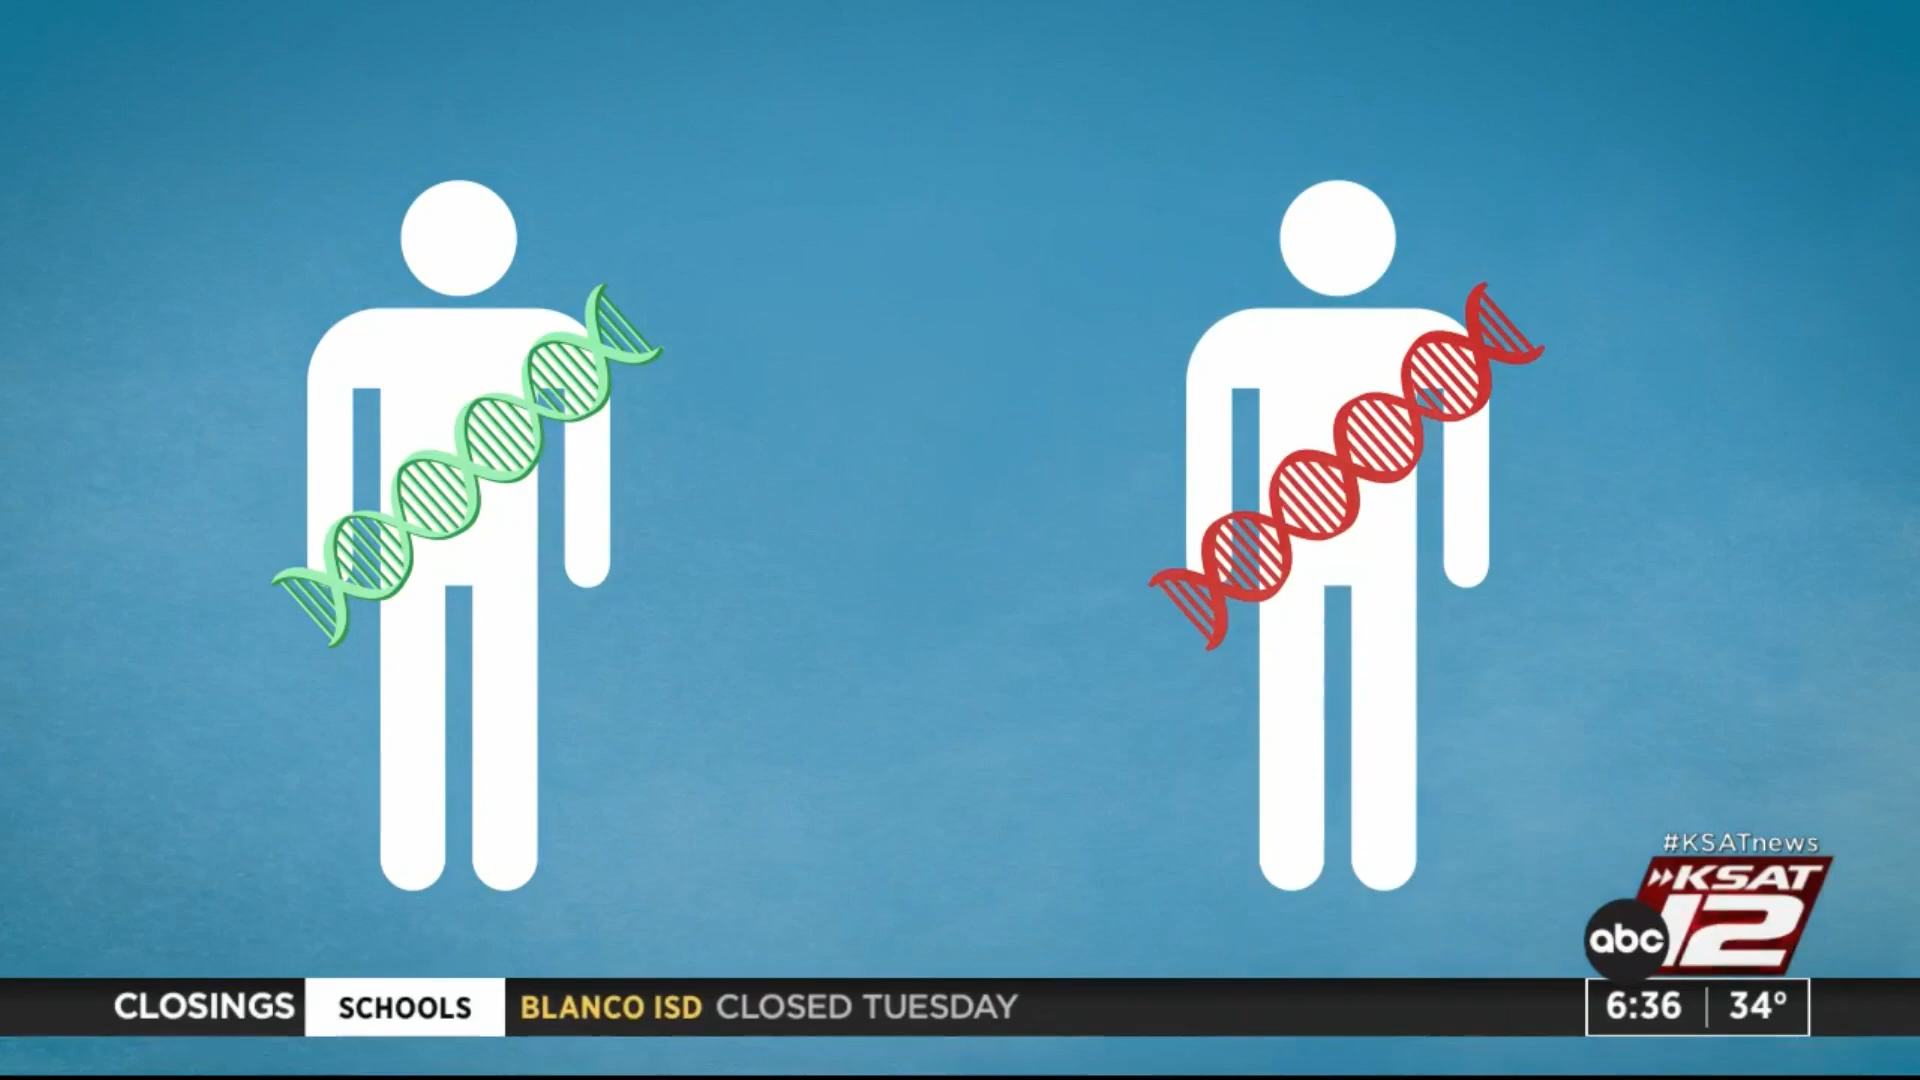 #KSATnews
KSAT
12
abc
CLOSINGS SCHOOLS BLANCO ISD CLOSED TUESDAY
6:36 34°